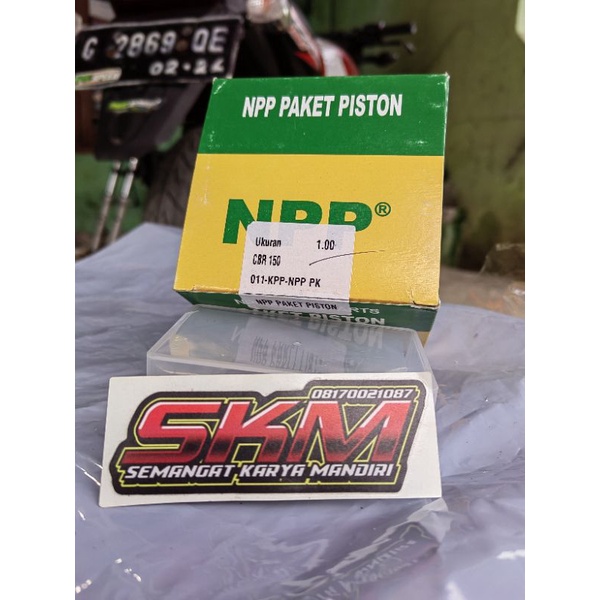 G 2869 QE
02-24
NPP PAKET PISTON
NPP®
Ukuran 1.00
CBR 150
011-KPP-NPP PK
NPP PAKET PISTON
PISTON
08170021087
SKM
SEMANGAT KARYA MANDIRI